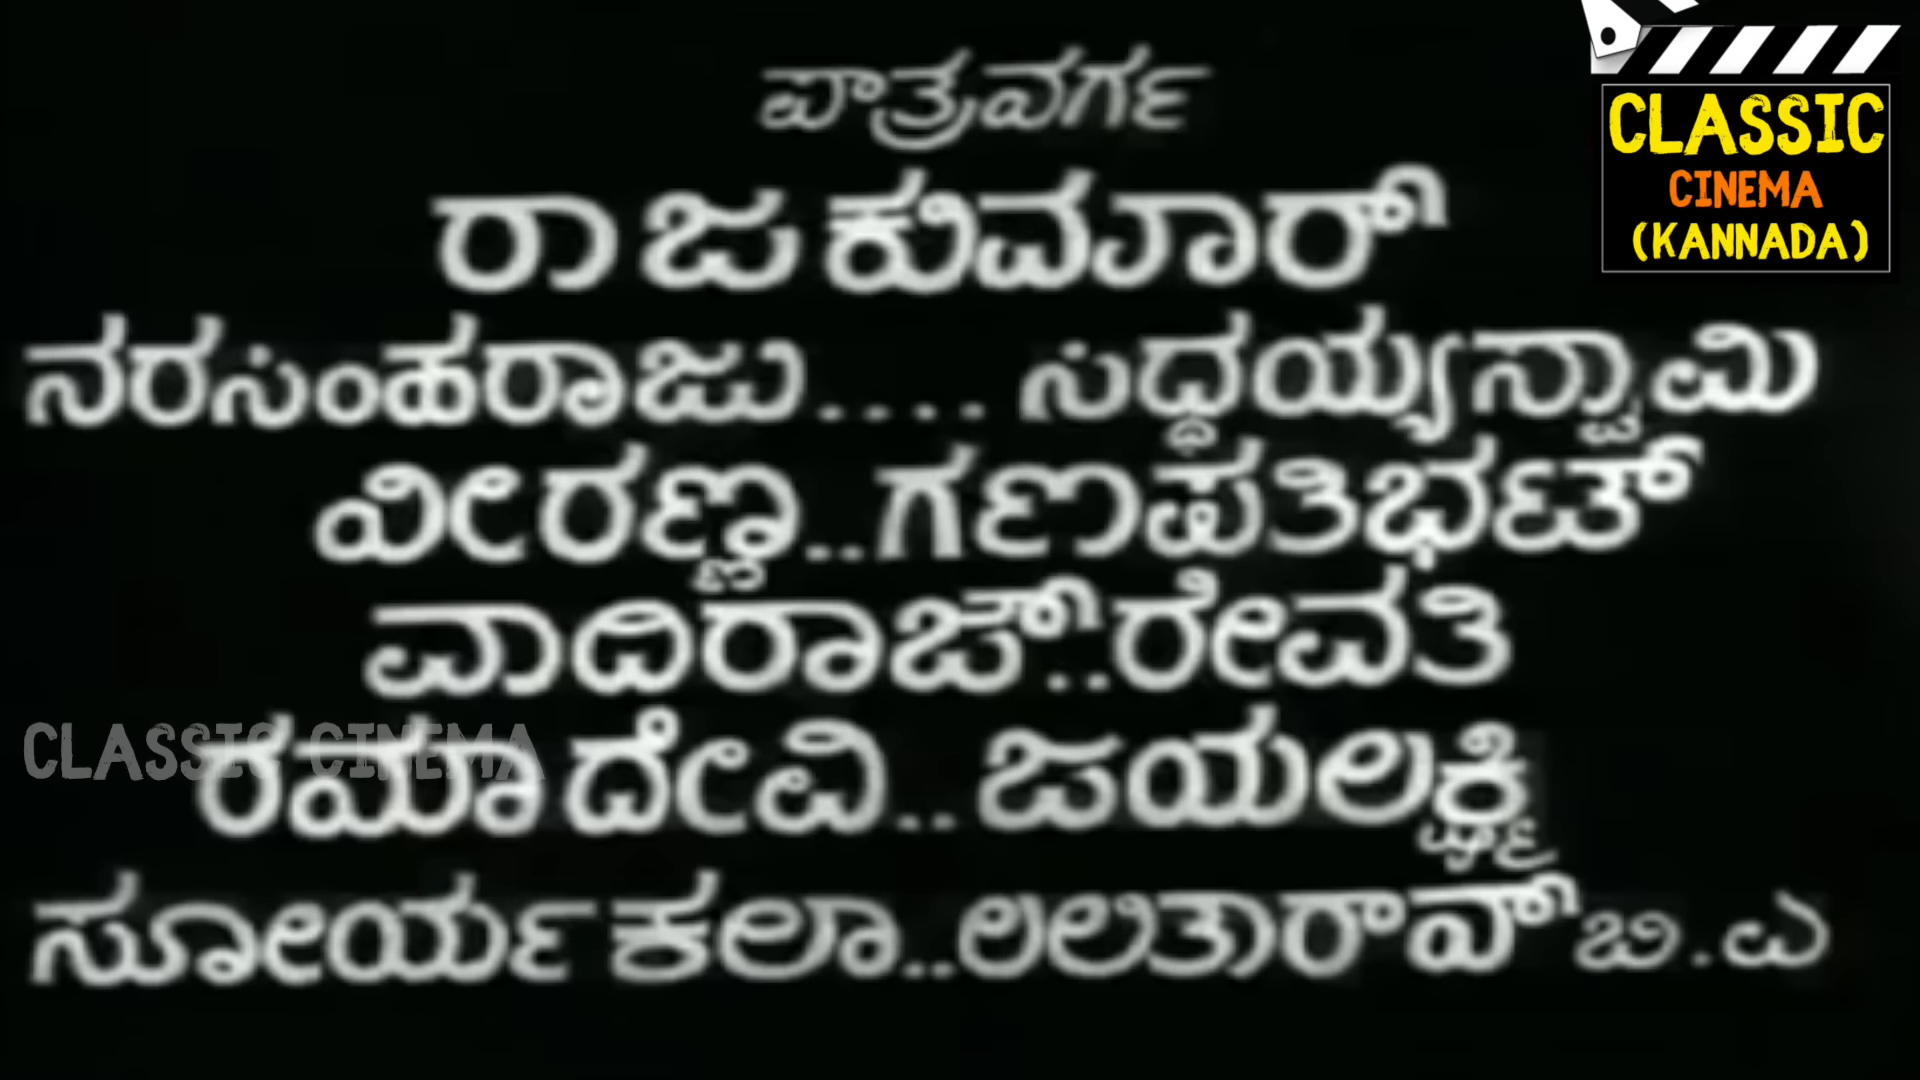 ಪಾತ್ರವರ್ಗ
ರಾಜಕುಮಾರ್
ನರಸಿಂಹರಾಜು.... ಸಿದ್ಧಯ್ಯಸ್ವಾಮಿ
ವೀರಣ್ಣ..ಗಣಪತಿಭಟ್
ವಾದಿರಾಜ್..ರೇವತಿ
ರಮಾದೇವಿ..ಜಯಲಕ್ಷ್ಮಿ
ಸೂರ್ಯಕಲಾ..ಲಲಿತಾರಾವ್ ಬಿ.ಎ
CLASSIC
CINEMA
(KANNADA)
CLASSIC CINEMA